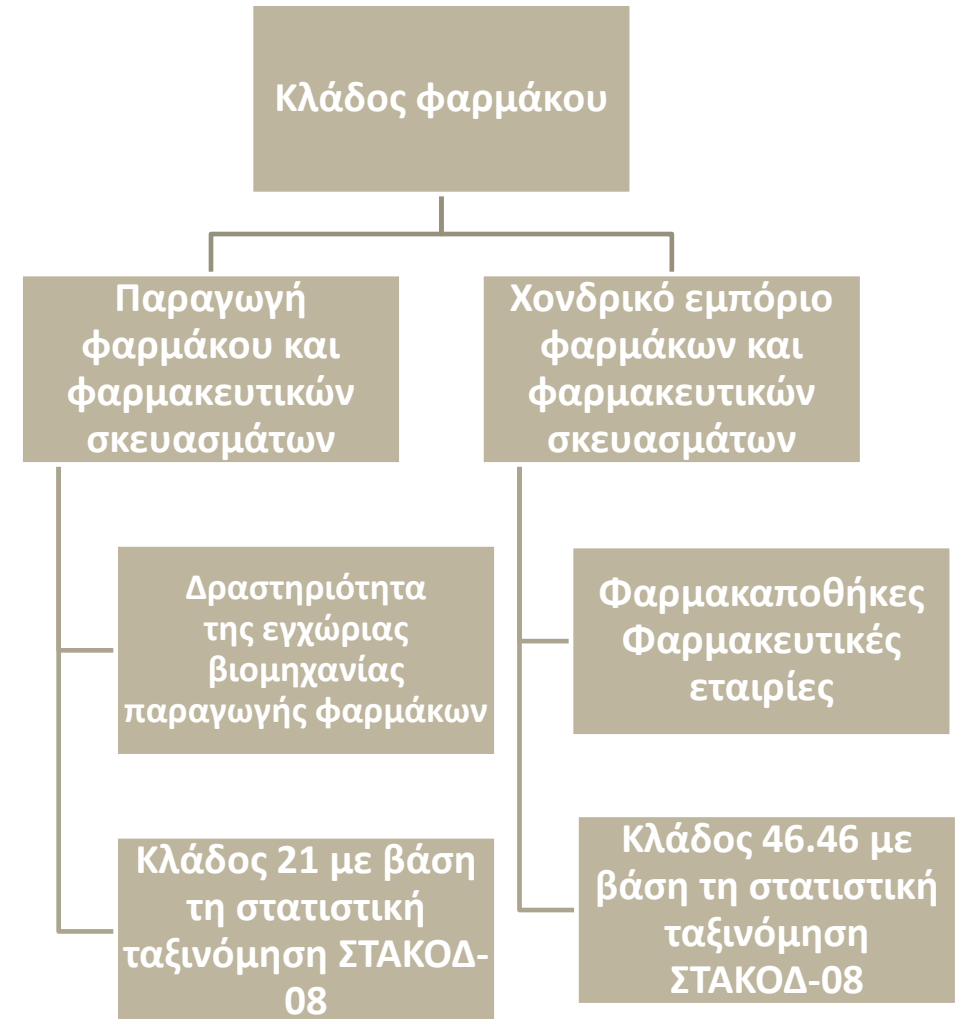 Κλάδος φαρμάκου
Παραγωγή
φαρμάκου και
φαρμακευτικών
σκευασμάτων
Χονδρικό εμπόριο
φαρμάκων και
φαρμακευτικών
σκευασμάτων
Δραστηριότητα
της εγχώριας
βιομηχανίας
παραγωγής φαρμάκων
Φαρμακαποθήκες
Φαρμακευτικές
εταιρίες
Κλάδος 21 με βάση
τη στατιστική
ταξινόμηση ΣΤΑΚΟΔ-
08
Κλάδος 46.46 με
βάση τη στατιστική
ταξινόμηση
ΣΤΑΚΟΔ-08